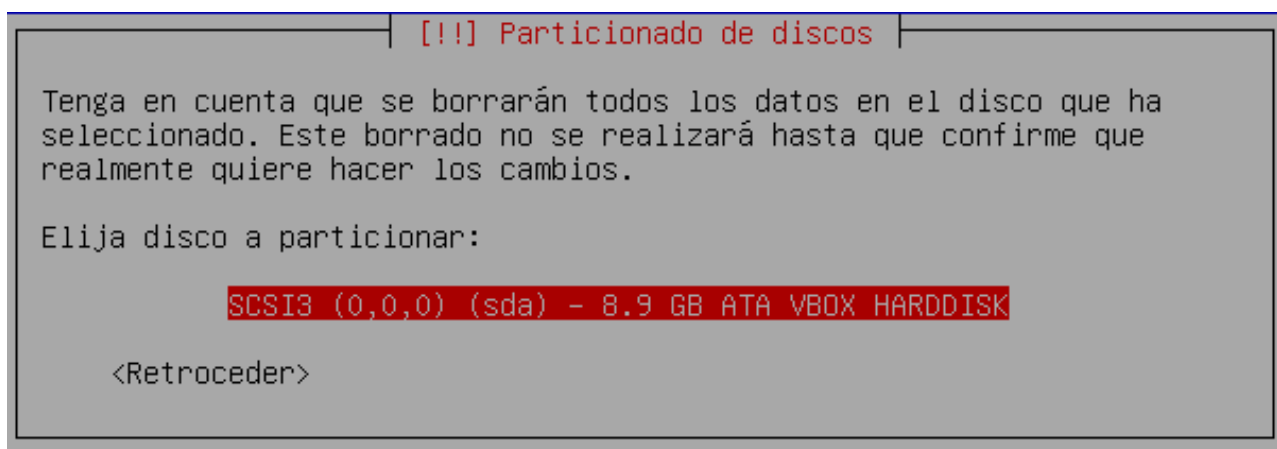 [!!] Particionado de discos
Tenga en cuenta que se borrarán todos los datos en el disco que ha
seleccionado. Este borrado no se realizará hasta que confirme que
realmente quiere hacer los cambios.
Elija disco a particionar:
SCSI3 (0,0,0) (sda) – 8.9 GB ATA VBOX HARDDISK
<Retroceder>